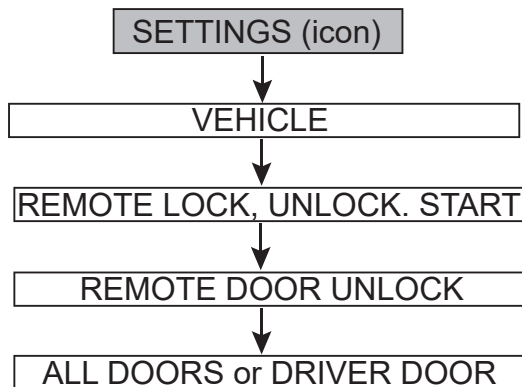 SETTINGS (icon)
VEHICLE
REMOTE LOCK, UNLOCK. START
REMOTE DOOR UNLOCK
ALL DOORS or DRIVER DOOR